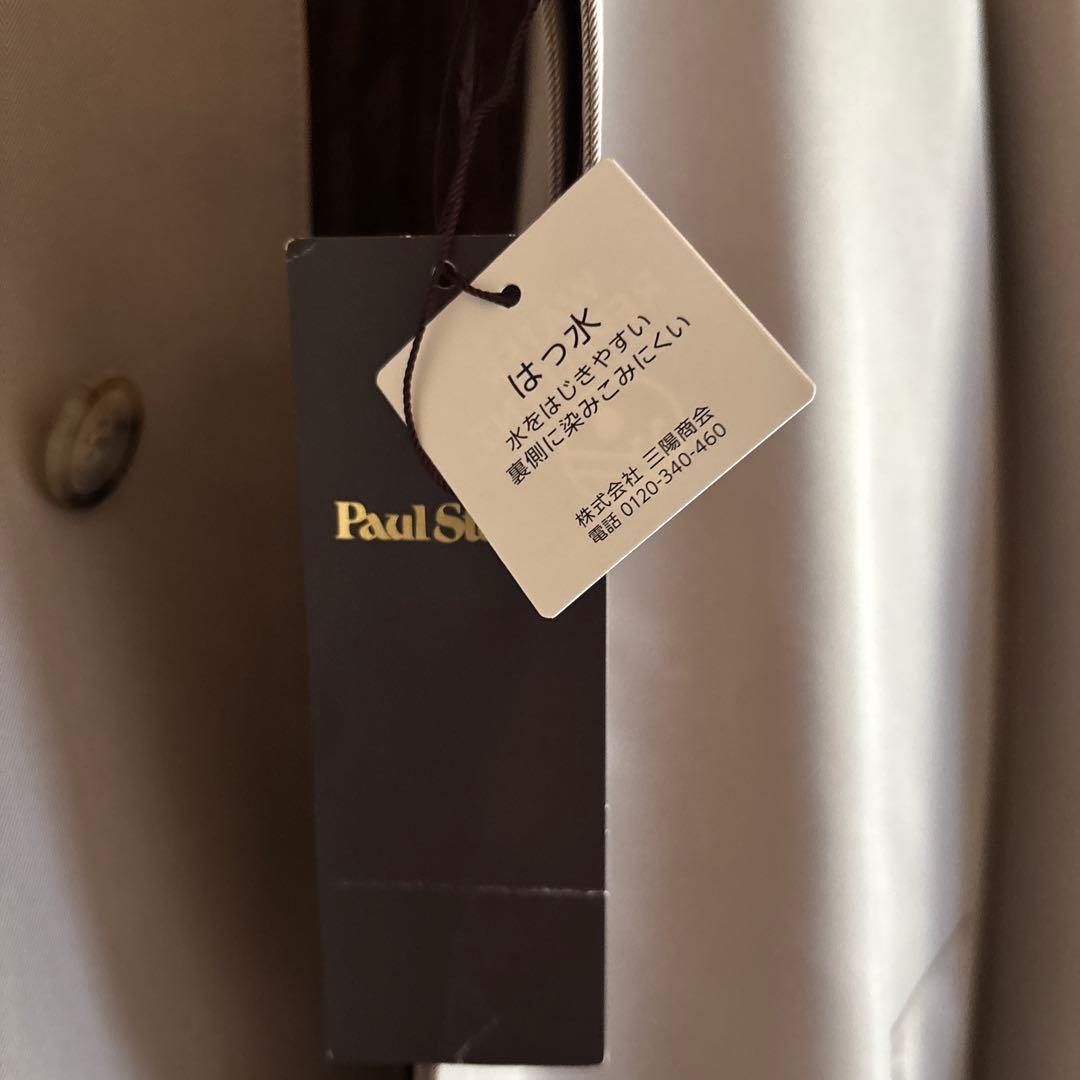 はっ水
水をはじきやすい
裏側に染みこみにくい
株式会社 三陽商会
電話 0120-340-460
Paul